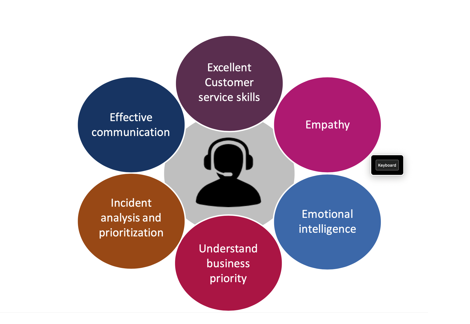 Excellent
Customer
service skills
Effective
communication
Empathy
Keyboard
Incident
analysis and
prioritization
Emotional
intelligence
Understand
business
priority